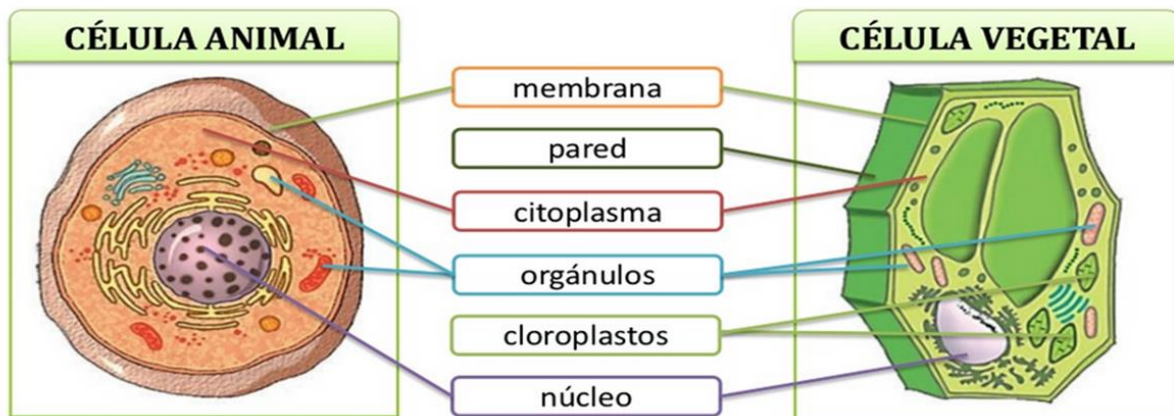 CÉLULA ANIMAL
CÉLULA VEGETAL
membrana
pared
citoplasma
orgánulos
cloroplastos
núcleo